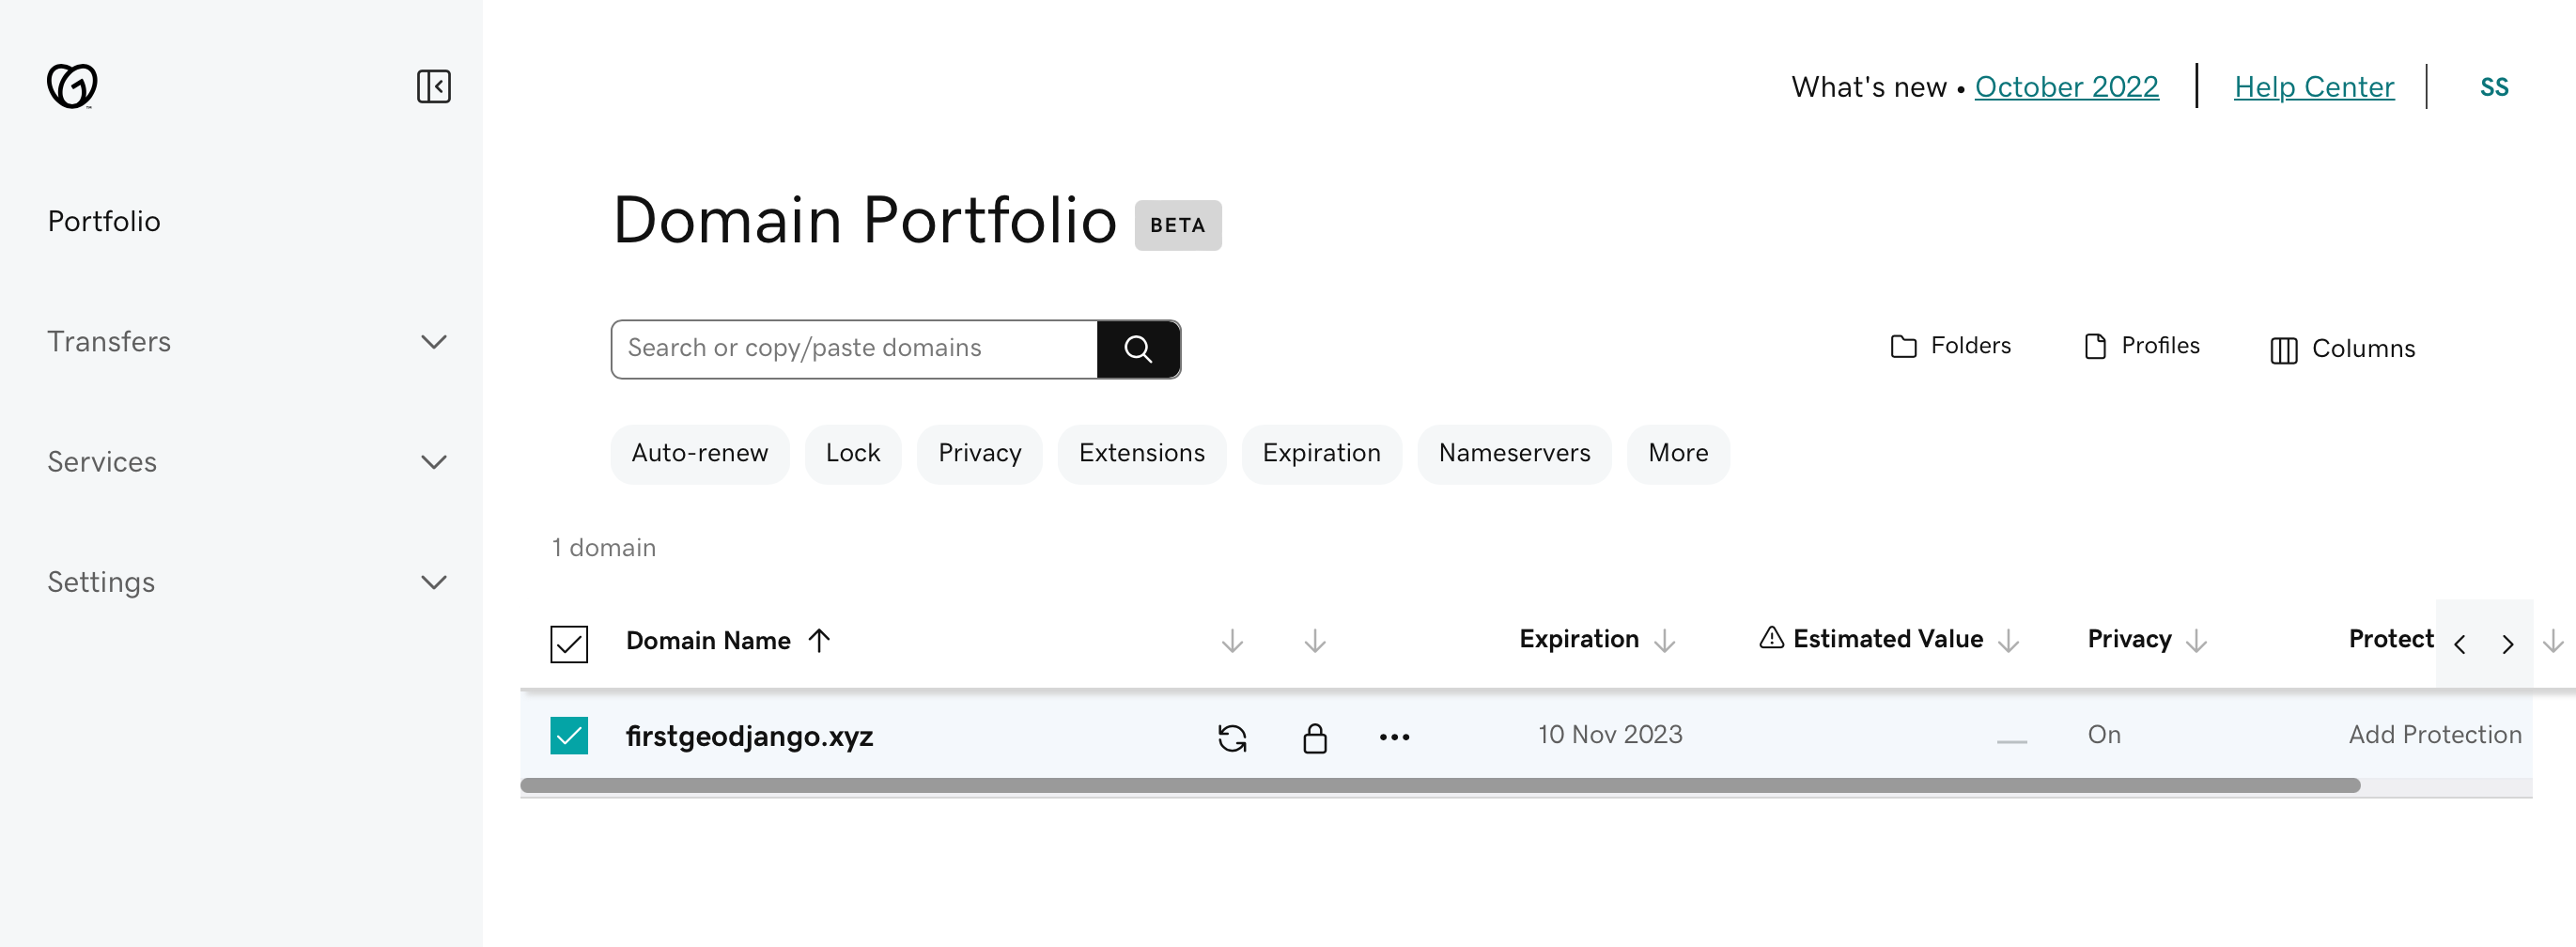 What's new • October 2022
Help Center
SS
Portfolio
Transfers
Services
Settings
Domain Portfolio BETA
Search or copy/paste domains
Folders
Profiles
Columns
Auto-renew
Lock
Privacy
Extensions
Expiration
Nameservers
More
1 domain
Domain Name
Expiration
Estimated Value
Privacy
Protect
firstgeodjango.xyz
10 Nov 2023
On
Add Protection